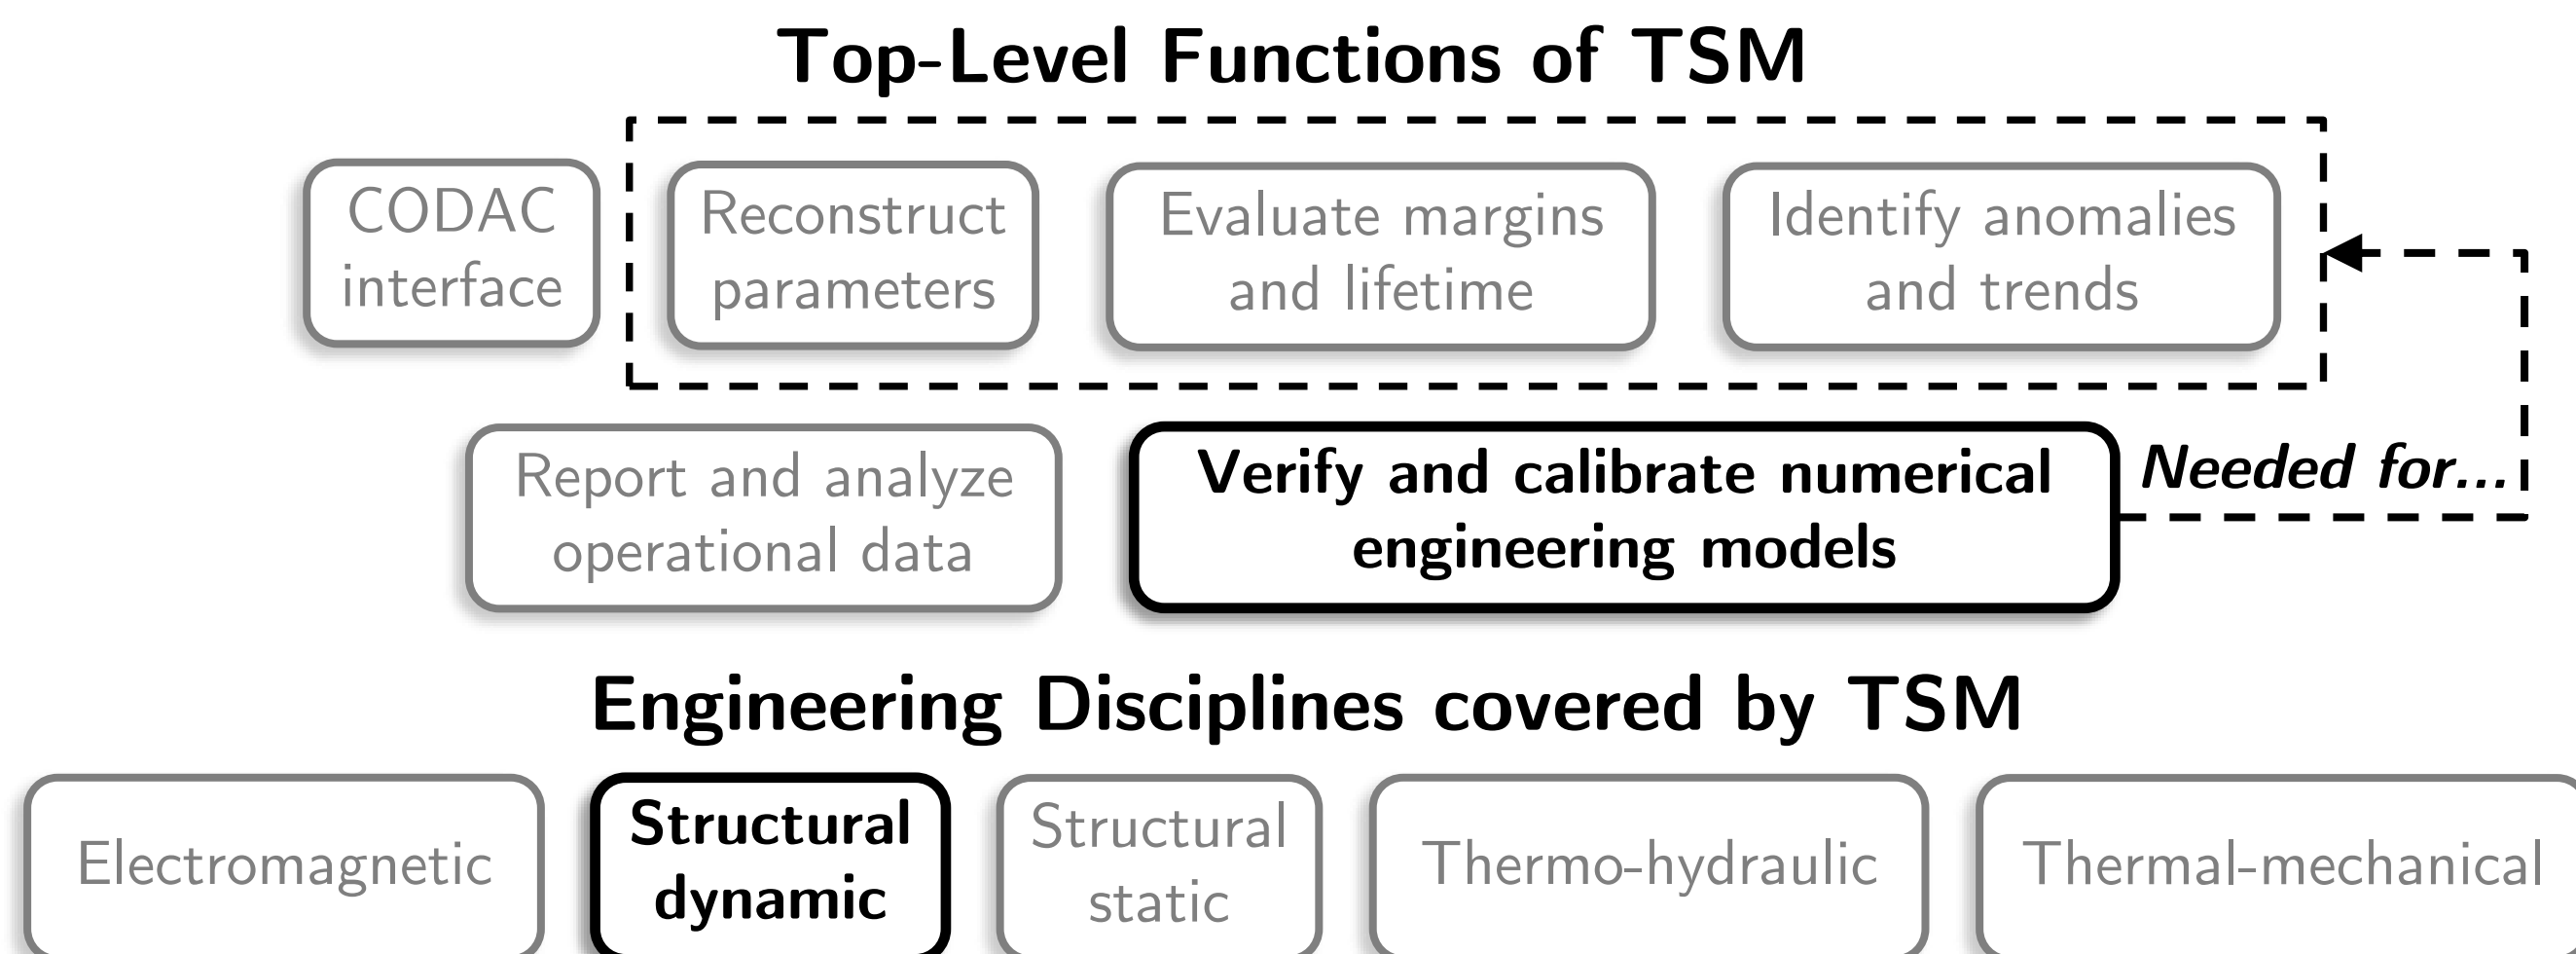 Top-Level Functions of TSM
CODAC
interface
Reconstruct
parameters
Evaluate margins
and lifetime
Identify anomalies
and trends
Report and analyze
operational data
Verify and calibrate numerical
engineering models
Needed for...
Engineering Disciplines covered by TSM
Electromagnetic
Structural
dynamic
Structural
static
Thermo-hydraulic
Thermal-mechanical